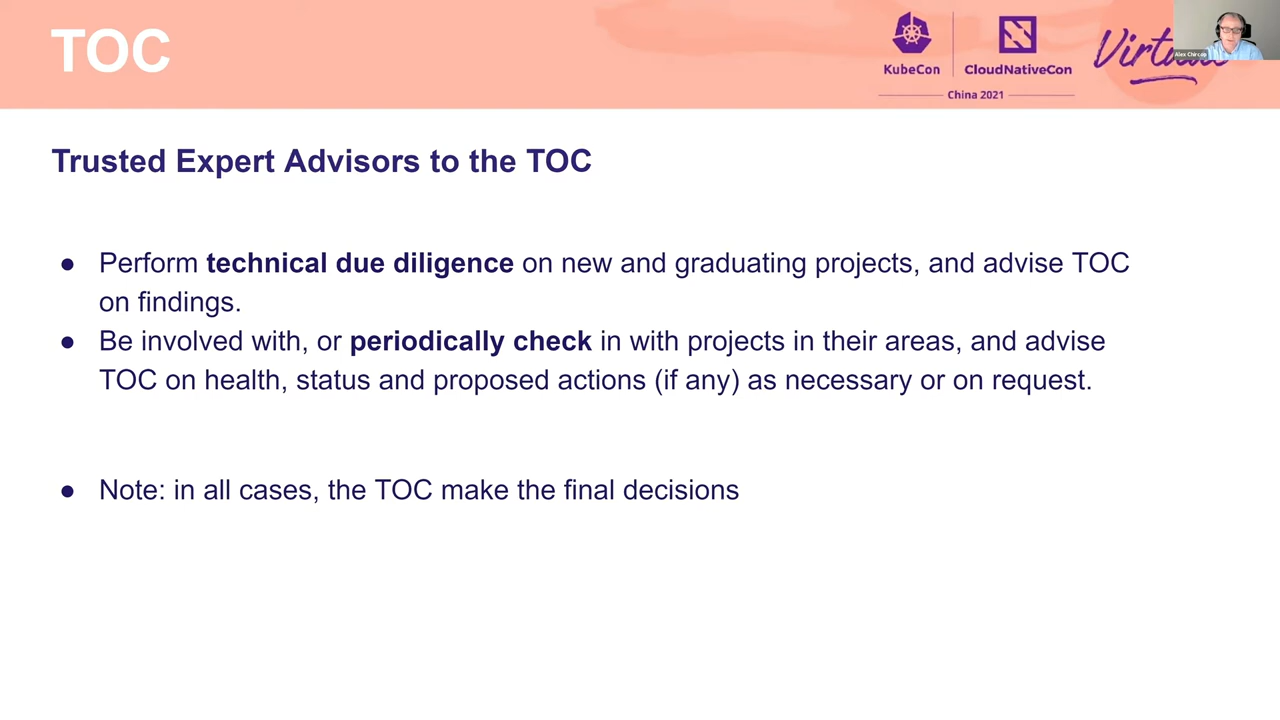 TOC
KubeCon
CloudNativeCon
China 2021
Alex Chircop
Trusted Expert Advisors to the TOC
● Perform technical due diligence on new and graduating projects, and advise TOC
on findings.
● Be involved with, or periodically check in with projects in their areas, and advise
TOC on health, status and proposed actions (if any) as necessary or on request.
● Note: in all cases, the TOC make the final decisions